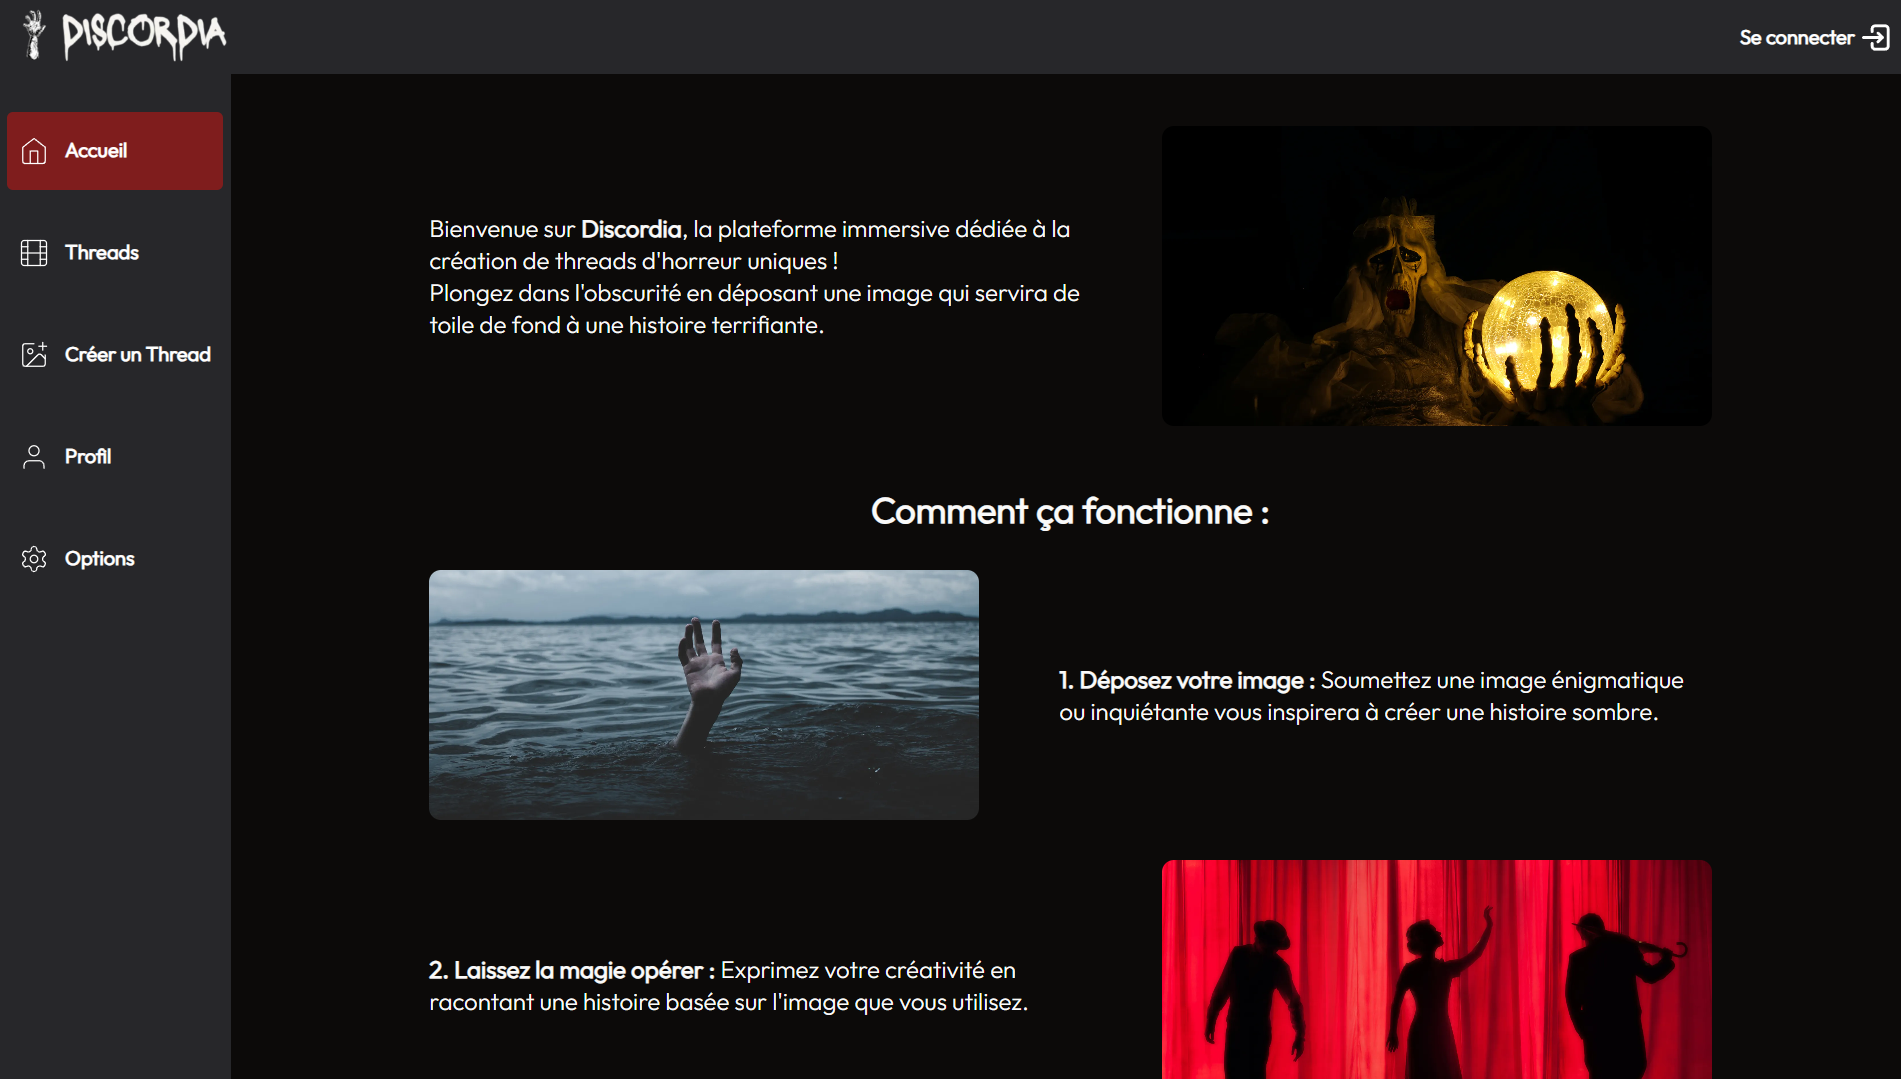 DISCORDIA
Se connecter
Accueil
Threads
Créer un Thread
Profil
Options
Bienvenue sur Discordia, la plateforme immersive dédiée à la
création de threads d'horreur uniques !
Plongez dans l'obscurité en déposant une image qui servira de
toile de fond à une histoire terrifiante.
Comment ça fonctionne :
1. Déposez votre image : Soumettez une image énigmatique
ou inquiétante vous inspirera à créer une histoire sombre.
2. Laissez la magie opérer : Exprimez votre créativité en
racontant une histoire basée sur l'image que vous utilisez.